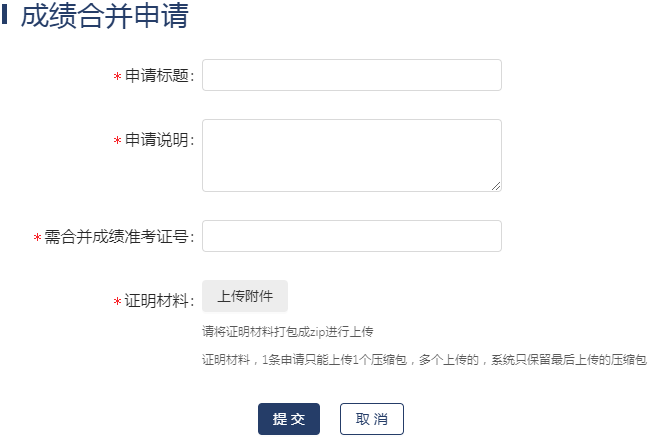 成绩合并申请
*申请标题:
*申请说明:
*需合并成绩准考证号:
*证明材料:
上传附件
请将证明材料打包成zip进行上传
证明材料，1条申请只能上传1个压缩包，多个上传的，系统只保留最后上传的压缩包
提 交
取 消